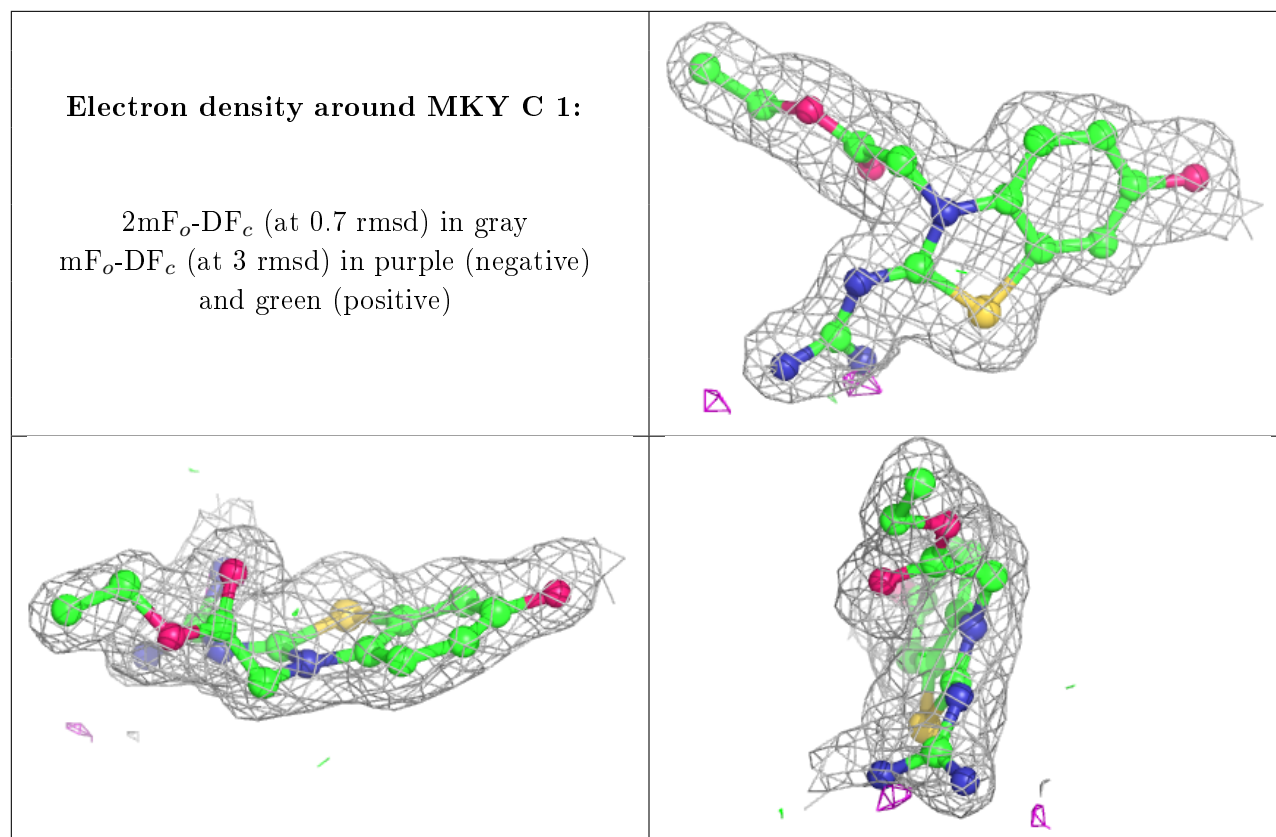 Electron density around MKY C 1:
2mFₒ-DF𝒸 (at 0.7 rmsd) in gray
mFₒ-DF𝒸 (at 3 rmsd) in purple (negative)
and green (positive)